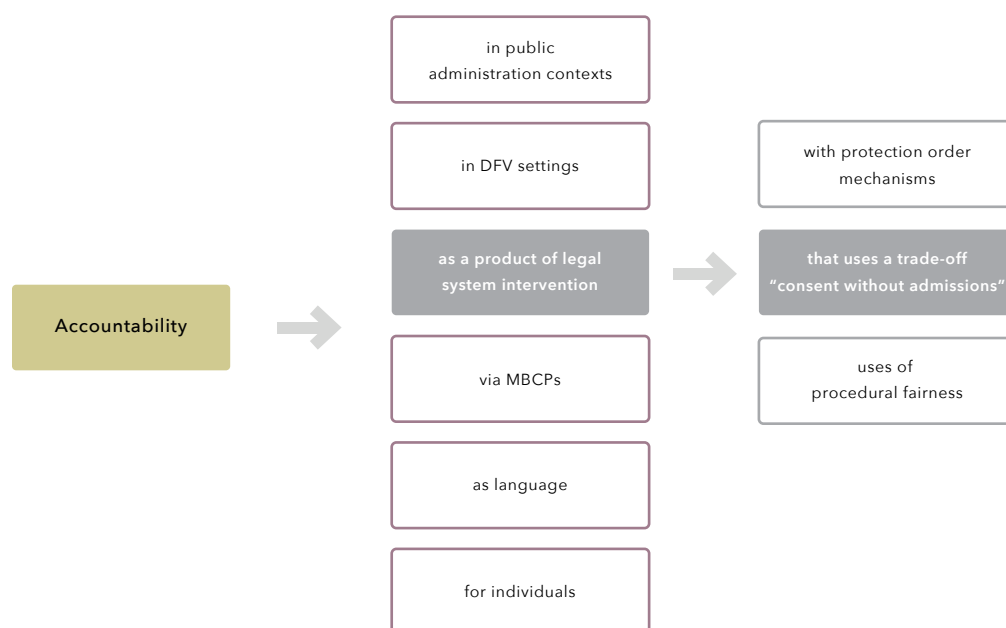 Accountability
in public
administration contexts
in DFV settings
as a product of legal
system intervention
via MBCPs
as language
for individuals
with protection order
mechanisms
that uses a trade-off
“consent without admissions”
uses of
procedural fairness